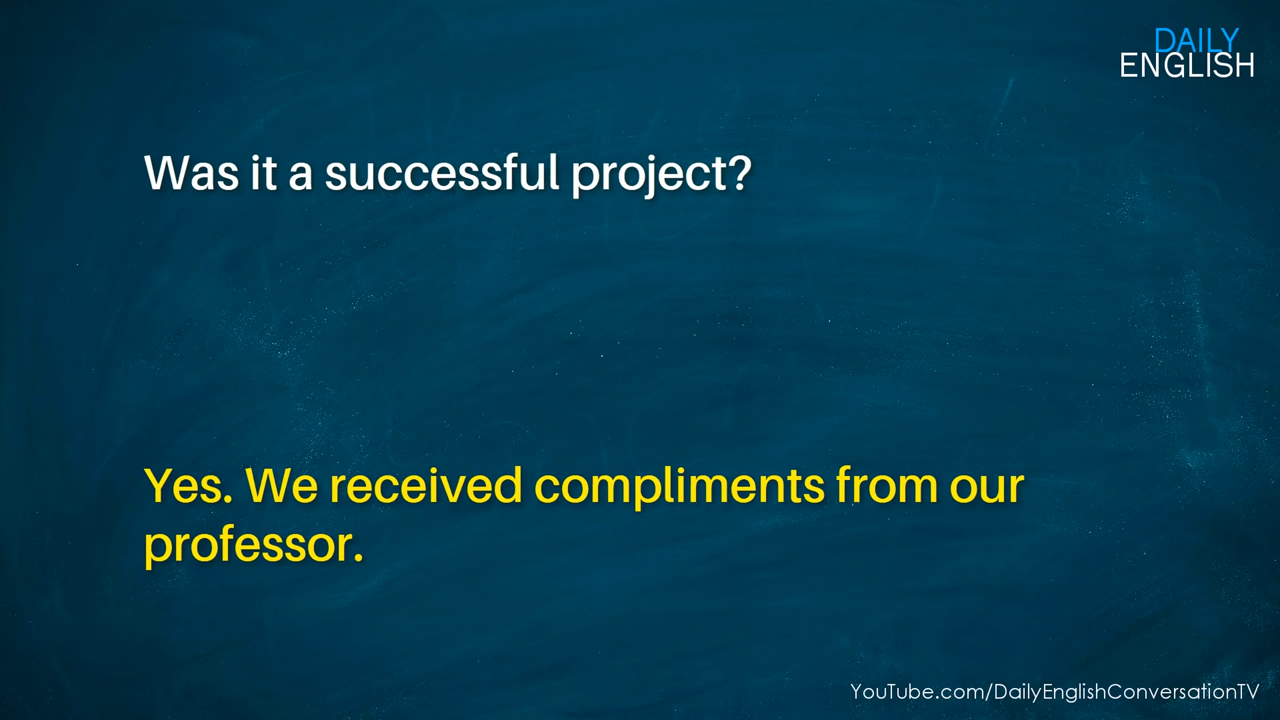 DAILY
ENGLISH
Was it a successful project?
Yes. We received compliments from our
professor.
YouTube.com/DailyEnglishConversationTV